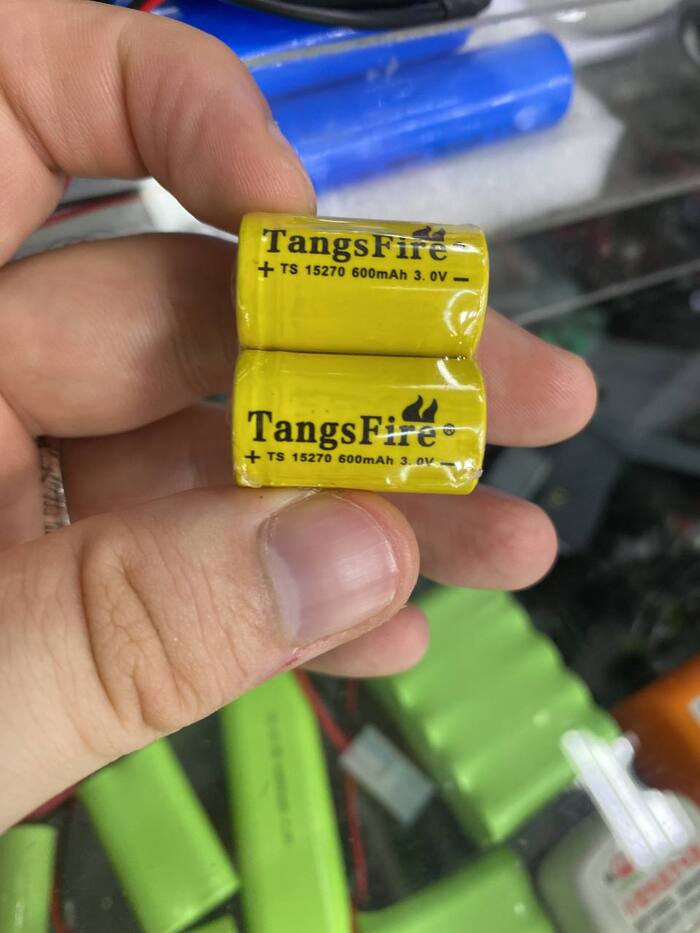 TangsFire
+ TS 15270 600mAh 3.0V −
TangsFire®
+ TS 15270 600mAh 3.0V −